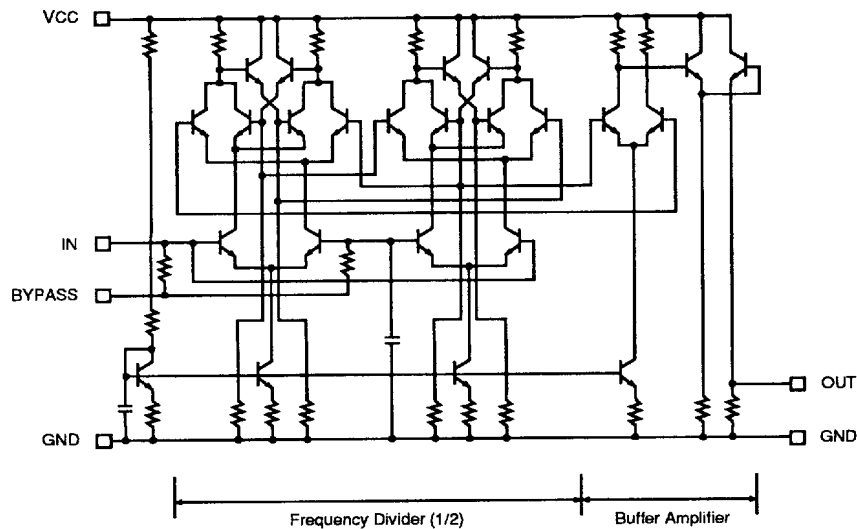 VCC
IN
BYPASS
OUT
GND
GND
Frequency Divider (1/2)
Buffer Amplifier